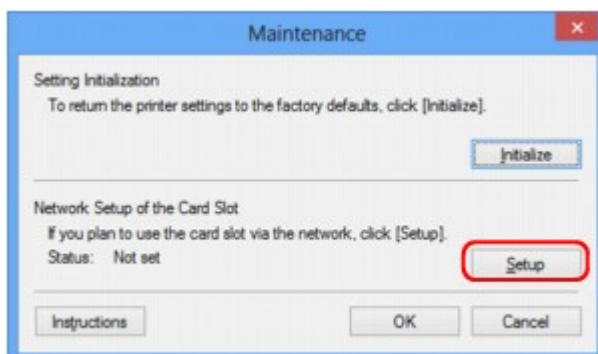 Maintenance
Setting Initialization
To return the printer settings to the factory defaults, click [Initialize].
Initialize
Network Setup of the Card Slot
If you plan to use the card slot via the network, click [Setup].
Status: Not set
Setup
Instructions OK Cancel